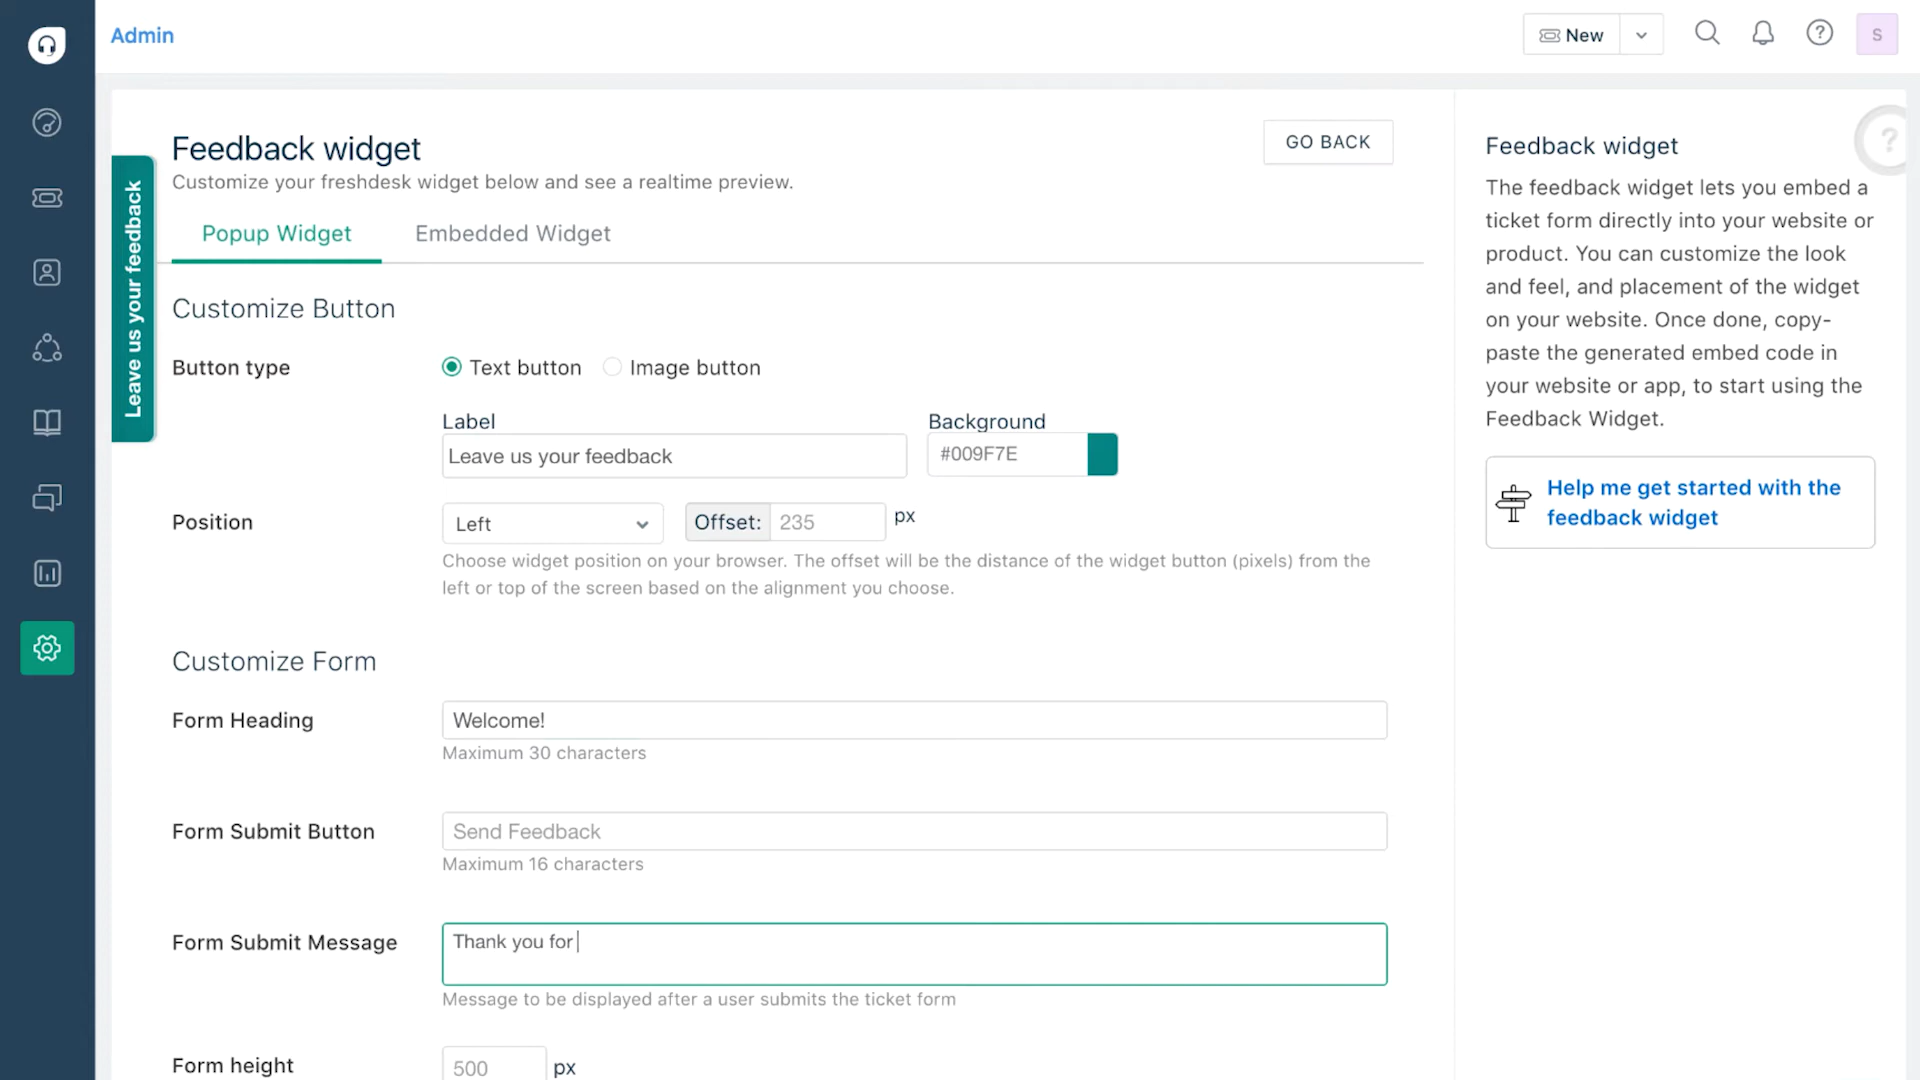 Admin
New
S
Feedback widget
Customize your freshdesk widget below and see a realtime preview.
GO BACK
Leave us your feedback
Popup Widget
Embedded Widget
Customize Button
Button type
Text button
Image button
Label
Background
Leave us your feedback
#009F7E
Position
Left
Offset:
235
px
Choose widget position on your browser. The offset will be the distance of the widget button (pixels) from the
left or top of the screen based on the alignment you choose.
Customize Form
Form Heading
Welcome!
Maximum 30 characters
Form Submit Button
Send Feedback
Maximum 16 characters
Form Submit Message
Thank you for
Message to be displayed after a user submits the ticket form
Form height
500
px
Feedback widget
?
The feedback widget lets you embed a
ticket form directly into your website or
product. You can customize the look
and feel, and placement of the widget
on your website. Once done, copy-
paste the generated embed code in
your website or app, to start using the
Feedback Widget.
Help me get started with the
feedback widget